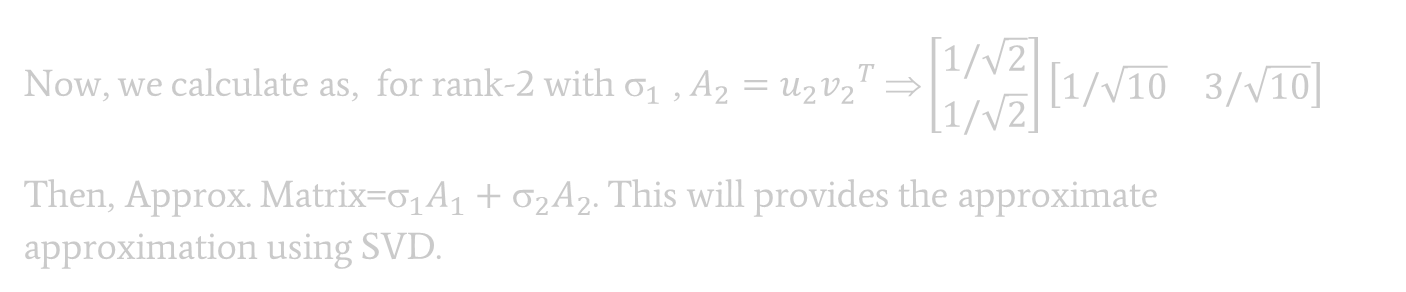 Now, we calculate as, for rank-2 with σ₁ , A₂ = u₂v₂ᵀ ⇒ [1/√2 1/√2] [1/√10 3/√10]
Then, Approx. Matrix=σ₁A₁ + σ₂A₂. This will provides the approximate
approximation using SVD.